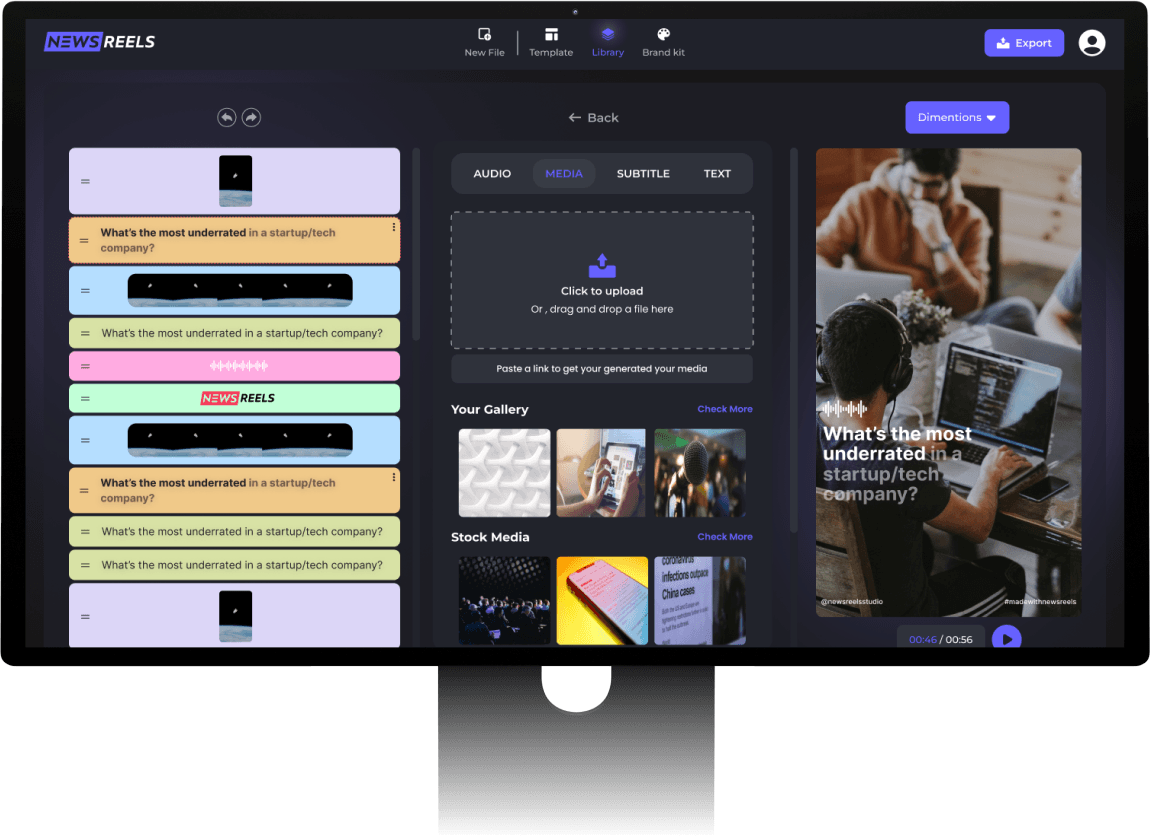 NEWS REELS
New File
Template
Library
Brand kit
Export
Back
Dimentions
What's the most underrated in a startup/tech
company?
What's the most underrated in a startup/tech company?
NEWS REELS
What's the most underrated in a startup/tech
company?
What's the most underrated in a startup/tech company?
What's the most underrated in a startup/tech company?
AUDIO
MEDIA
SUBTITLE
TEXT
Click to upload
Or , drag and drop a file here
Paste a link to get your generated your media
Your Gallery
Check More
Stock Media
Check More
coronavirus
infections outpace
China cases
What's the most
underrated in a
startup/tech
company?
@newsreelsstudio
#madewithnewsreels
00:46 / 00:56